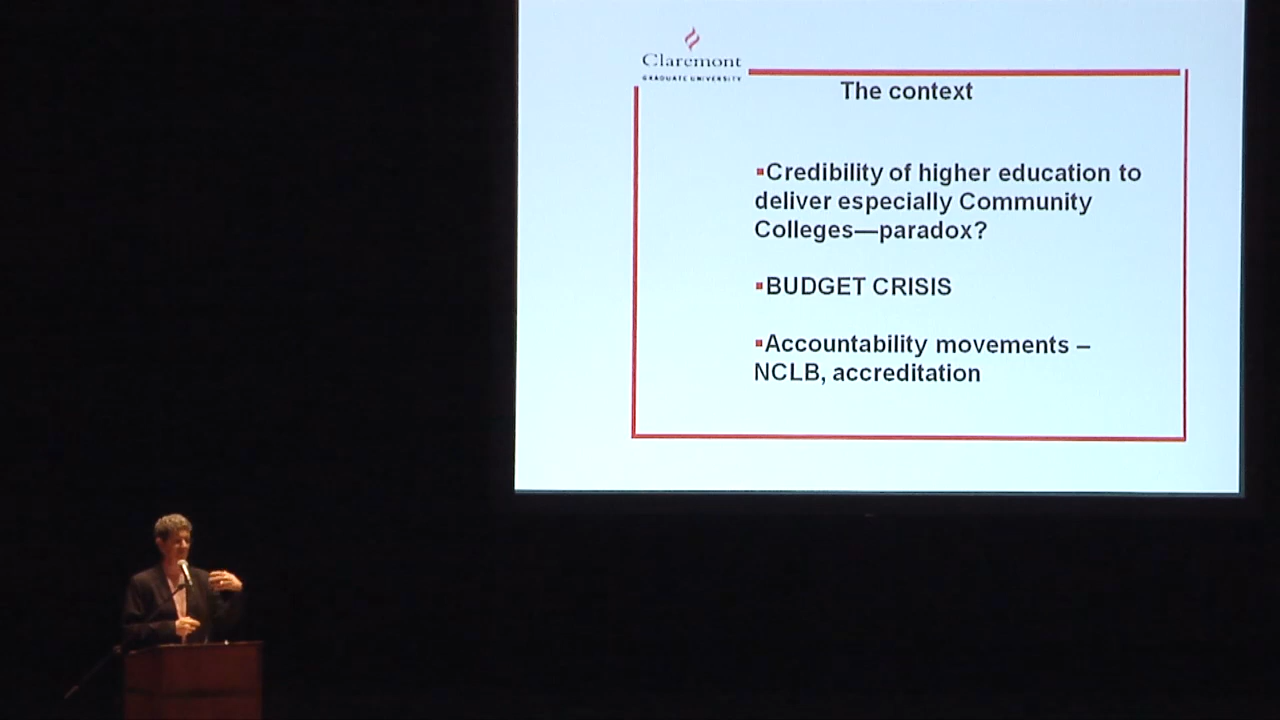 Claremont
GRADUATE UNIVERSITY
The context
▪Credibility of higher education to
deliver especially Community
Colleges—paradox?
▪BUDGET CRISIS
▪Accountability movements –
NCLB, accreditation